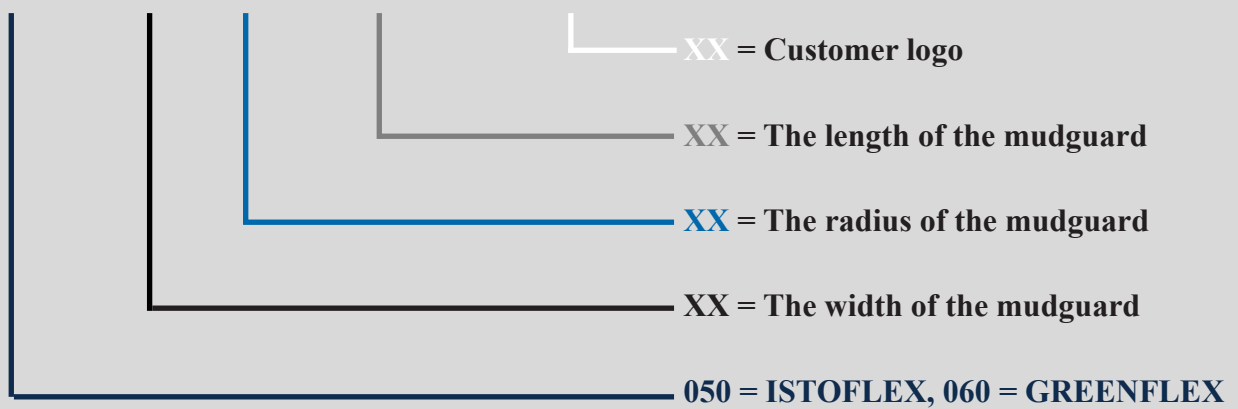 XX = Customer logo
XX = The length of the mudguard
XX = The radius of the mudguard
XX = The width of the mudguard
050 = ISTOFLEX, 060 = GREENFLEX